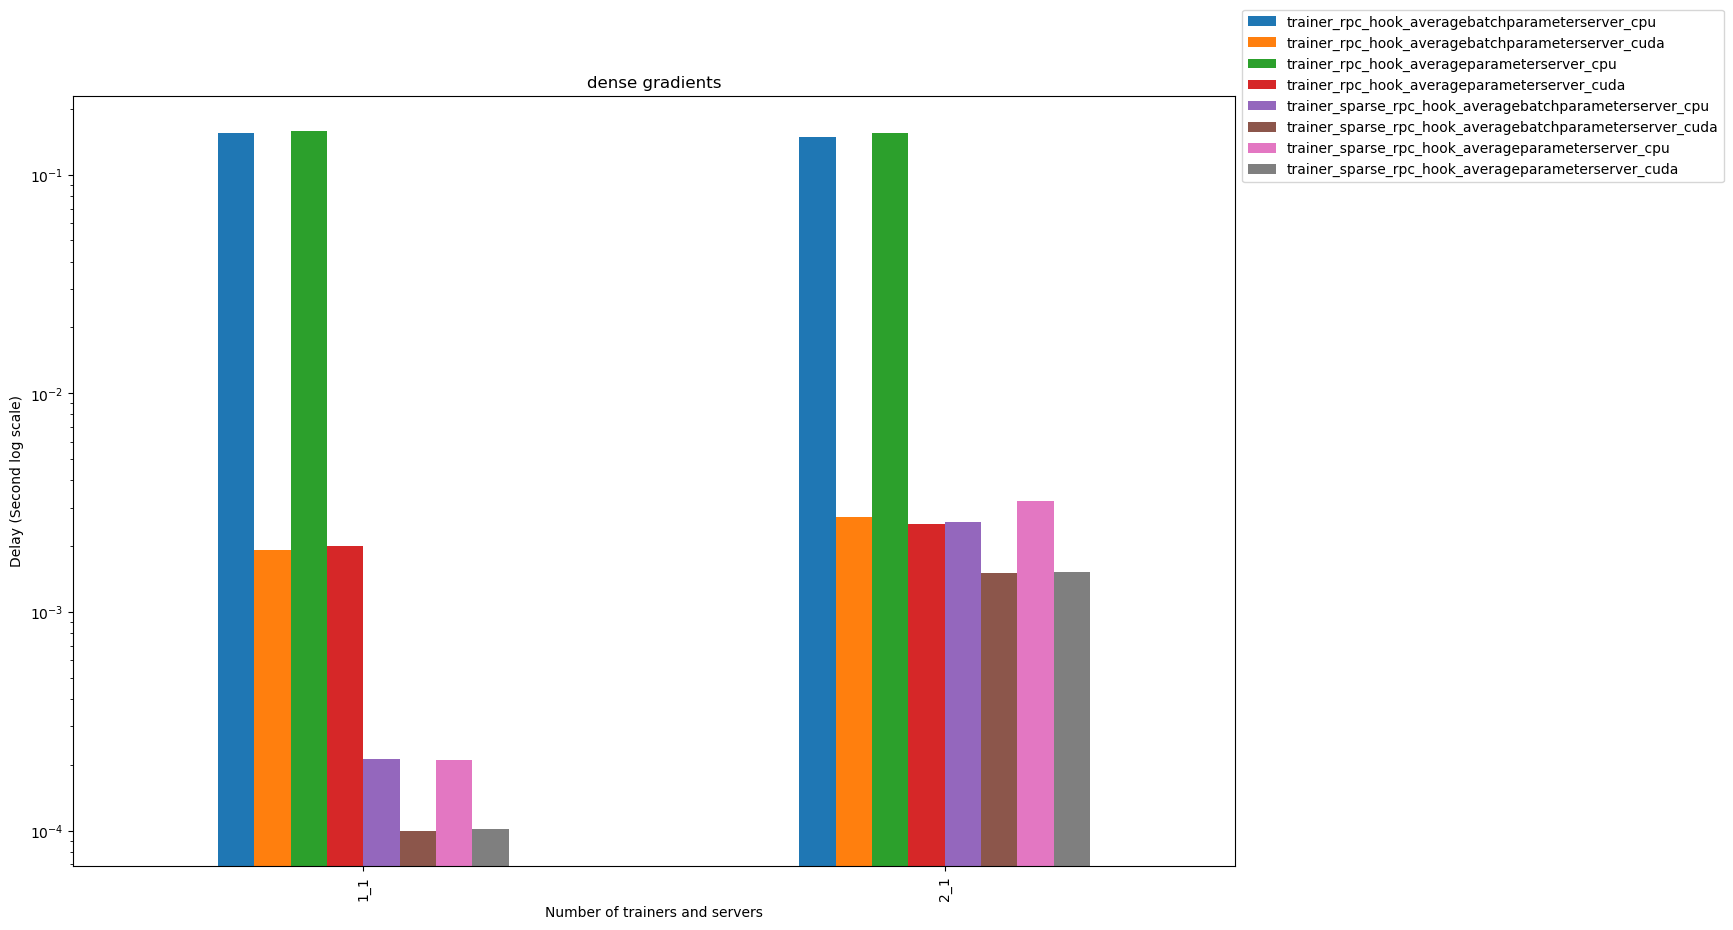 dense gradients
trainer_rpc_hook_averagebatchparameterserver_cpu
trainer_rpc_hook_averagebatchparameterserver_cuda
trainer_rpc_hook_averageparameterserver_cpu
trainer_rpc_hook_averageparameterserver_cuda
trainer_sparse_rpc_hook_averagebatchparameterserver_cpu
trainer_sparse_rpc_hook_averagebatchparameterserver_cuda
trainer_sparse_rpc_hook_averageparameterserver_cpu
trainer_sparse_rpc_hook_averageparameterserver_cuda
Delay (Second log scale)
10⁻¹
10⁻²
10⁻³
10⁻⁴
1_1
2_1
Number of trainers and servers